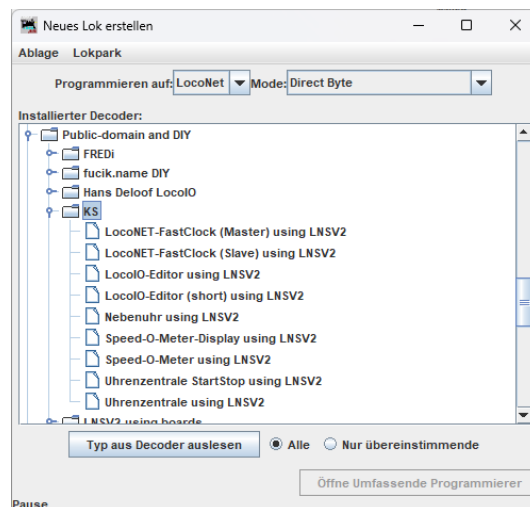 Neues Lok erstellen
Ablage Lokpark
Programmieren auf: LocoNet Mode: Direct Byte
Installierter Decoder:
Public-domain and DIY
FREDi
fucik.name DIY
Hans Deloof LocoIO
KS
LocoNET-FastClock (Master) using LNSV2
LocoNET-FastClock (Slave) using LNSV2
LocoIO-Editor using LNSV2
LocoIO-Editor (short) using LNSV2
Nebenuhr using LNSV2
Speed-O-Meter-Display using LNSV2
Speed-O-Meter using LNSV2
Uhrenzentrale StartStop using LNSV2
Uhrenzentrale using LNSV2
LNSV2 using boards
Typ aus Decoder auslesen Alle Nur übereinstimmende
Öffne Umfassende Programmierer
Pause